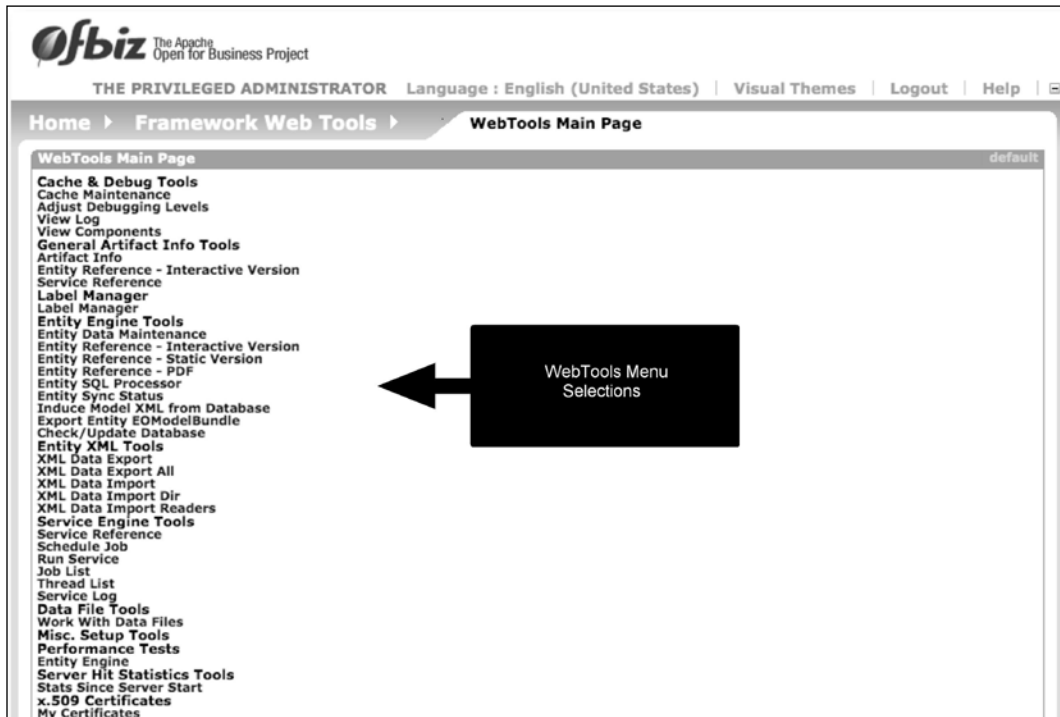 Ofbiz The Apache
Open for Business Project
THE PRIVILEGED ADMINISTRATOR Language : English (United States) | Visual Themes | Logout | Help |
Home Framework Web Tools WebTools Main Page
WebTools Main Page default
Cache & Debug Tools
Cache Maintenance
Adjust Debugging Levels
View Log
View Components
General Artifact Info Tools
Artifact Info
Entity Reference - Interactive Version
Service Reference
Label Manager
Label Manager
Entity Engine Tools
Entity Data Maintenance
Entity Reference - Interactive Version
Entity Reference - Static Version
Entity Reference - PDF
Entity SQL Processor
Entity Sync Status
Induce Model XML from Database
Export Entity EOModelBundle
Check/Update Database
Entity XML Tools
XML Data Export
XML Data Export All
XML Data Import
XML Data Import Dir
XML Data Import Readers
Service Engine Tools
Service Reference
Schedule Job
Run Service
Job List
Thread List
Service Log
Data File Tools
Work With Data Files
Misc. Setup Tools
Performance Tests
Entity Engine
Server Hit Statistics Tools
Stats Since Server Start
x.509 Certificates
My Certificates
WebTools Menu
Selections